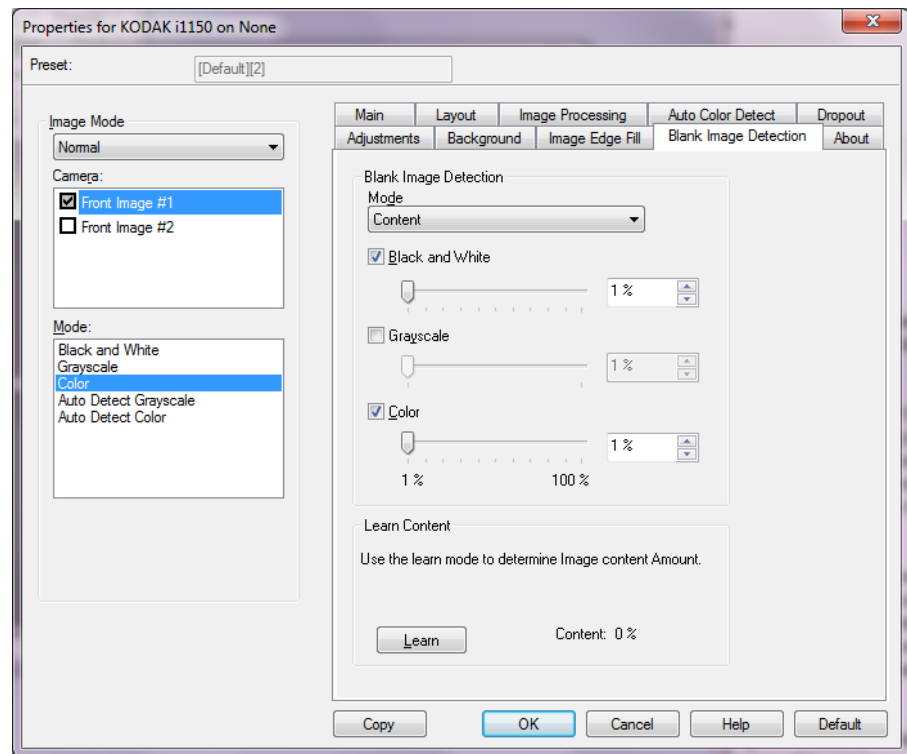 Properties for KODAK i1150 on None
Preset:
[Default][2]
Image Mode
Normal
Camera:
Front Image #1
Front Image #2
Mode:
Black and White
Grayscale
Color
Auto Detect Grayscale
Auto Detect Color
Main Layout Image Processing Auto Color Detect Dropout
Adjustments Background Image Edge Fill Blank Image Detection About
Blank Image Detection
Mode
Content
Black and White
1 %
Grayscale
1 %
Color
1 %
1 % 100 %
Learn Content
Use the learn mode to determine Image content Amount.
Learn Content: 0 %
Copy OK Cancel Help Default